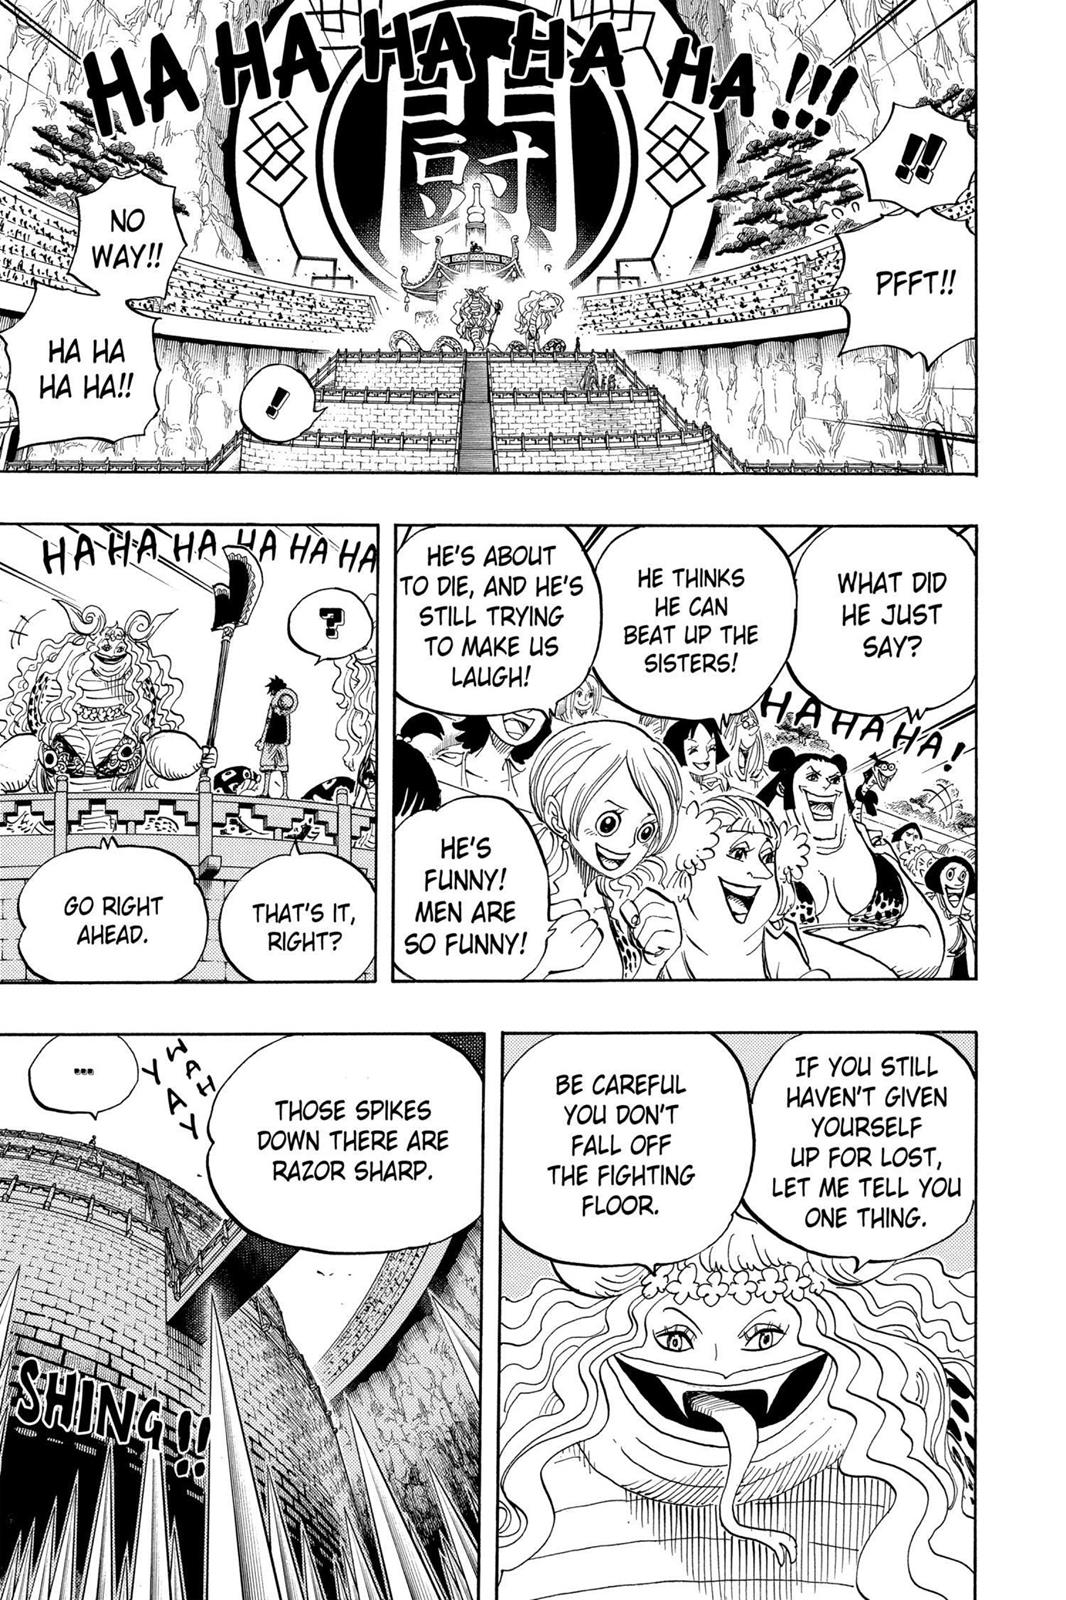 HA HA HA HA HA!!!
!!
PFFT!!
闘
NO
WAY!!
HA HA
HA HA!!
!
WHAT DID
HE JUST
SAY?
HE THINKS
HE CAN
BEAT UP THE
SISTERS!
HE'S ABOUT
TO DIE, AND HE'S
STILL TRYING
TO MAKE US
LAUGH!
HA HA HA HA!
HE'S
FUNNY!
MEN ARE
SO FUNNY!
HA HA HA HA HA HA
?
THAT'S IT,
RIGHT?
GO RIGHT
AHEAD.
IF YOU STILL
HAVEN'T GIVEN
YOURSELF
UP FOR LOST,
LET ME TELL YOU
ONE THING.
BE CAREFUL
YOU DON'T
FALL OFF
THE FIGHTING
FLOOR.
THOSE SPIKES
DOWN THERE ARE
RAZOR SHARP.
WAH
YAY
...
SHING!!